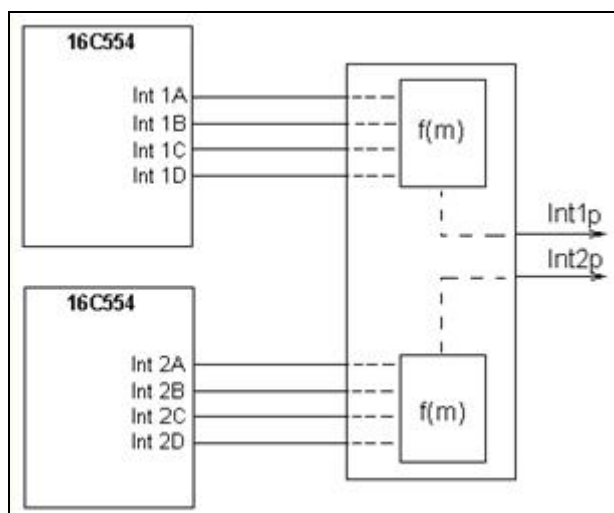 16C554
Int 1A
Int 1B
Int 1C
Int 1D
f(m)
Int1p
Int2p
16C554
Int 2A
Int 2B
Int 2C
Int 2D
f(m)